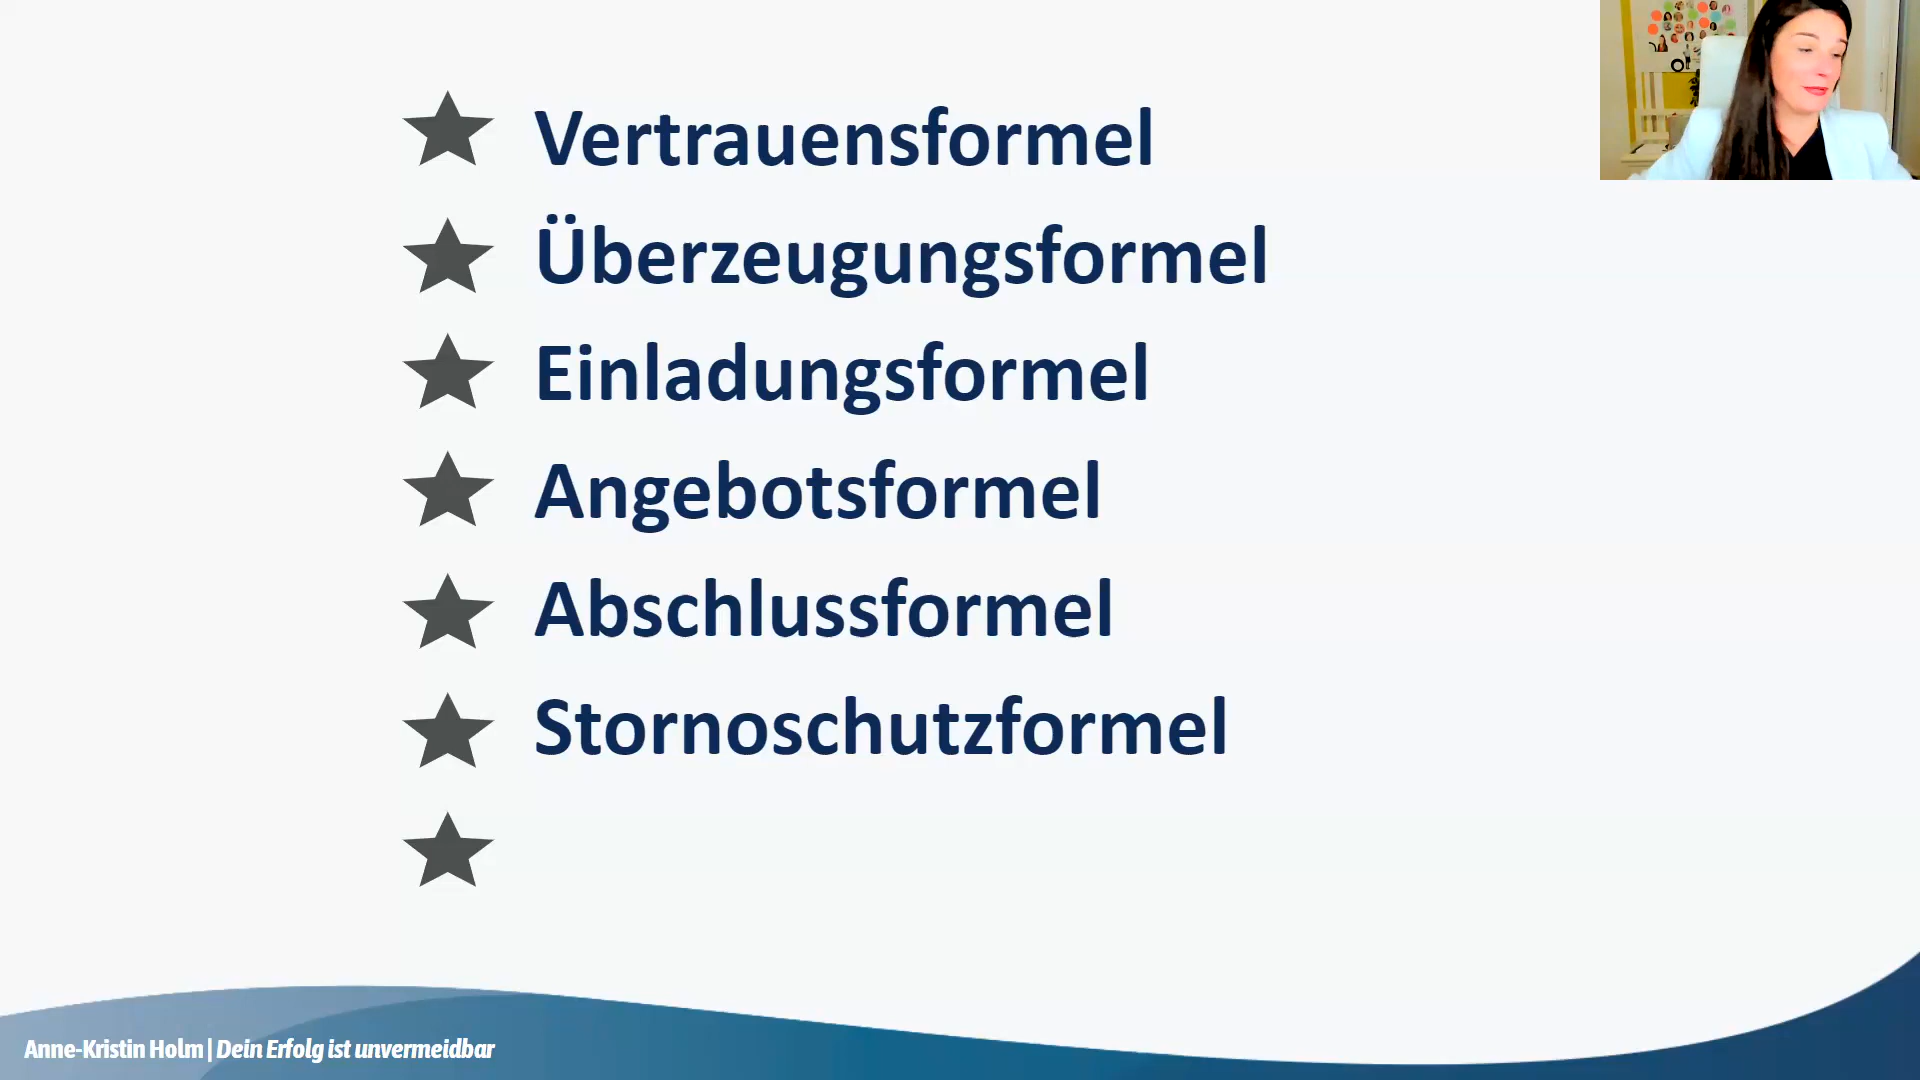 Vertrauensformel
Überzeugungsformel
Einladungsformel
Angebotsformel
Abschlussformel
Stornoschutzformel
Anne-Kristin Holm | Dein Erfolg ist unvermeidbar